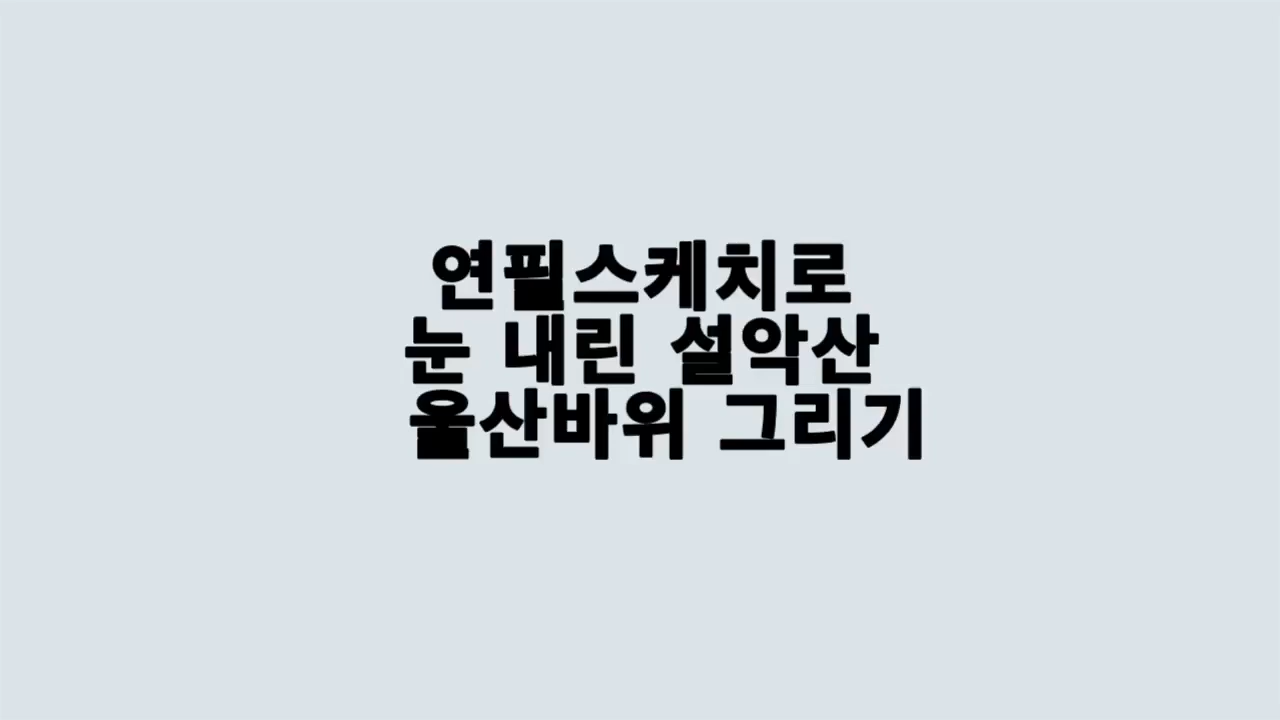 연필스케치로
눈 내린 설악산
울산바위 그리기